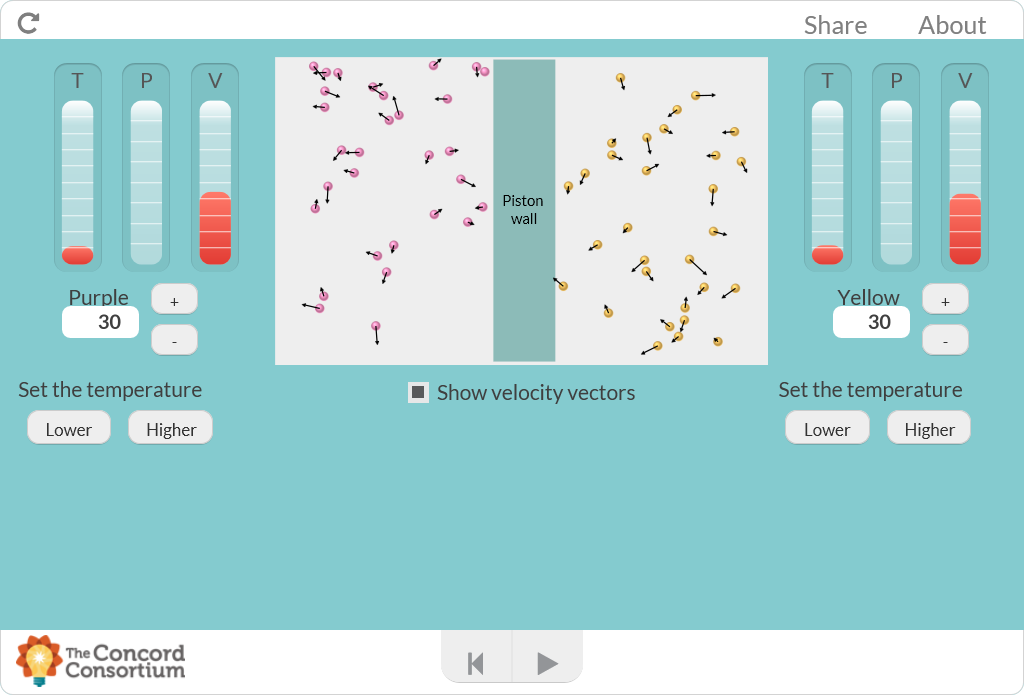 Share About
T P V
T P V
Piston
wall
Purple
30
+
-
Yellow
30
+
-
Set the temperature
Lower Higher
Show velocity vectors
Set the temperature
Lower Higher
The Concord
Consortium